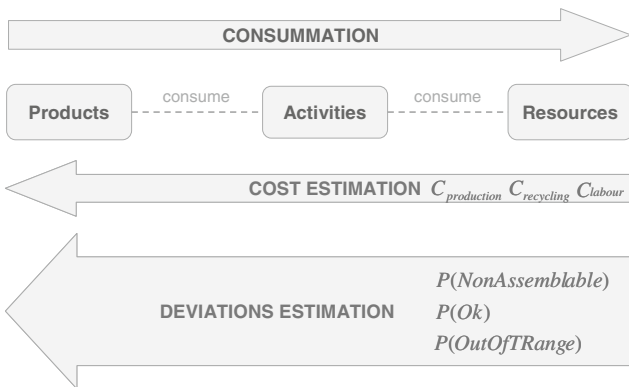 CONSUMMATION
Products consume Activities consume Resources
COST ESTIMATION C_production C_recycling C_labour
P(NonAssemblable)
DEVIATIONS ESTIMATION P(Ok)
P(OutOfTRange)